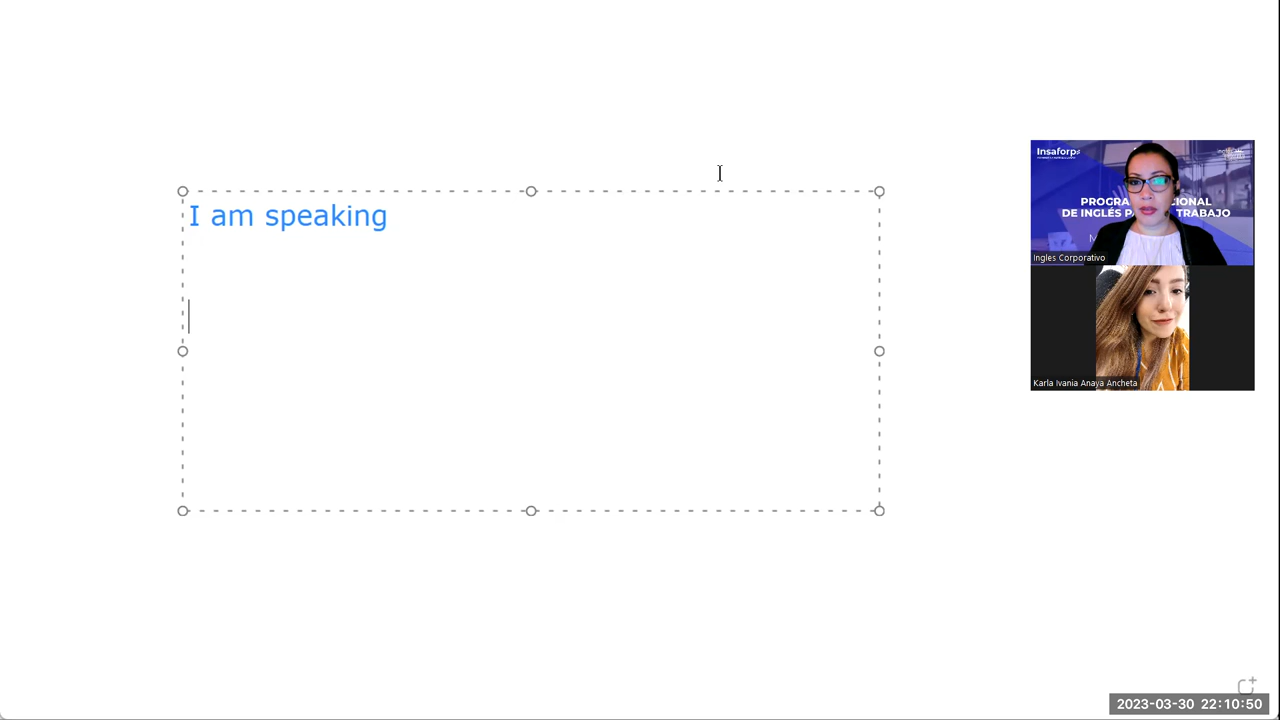 I am speaking
Insaforp
PROGRA CIONAL
DE INGLÉS P TRABAJO
M
Ingles Corporativo
Karla Ivania Anaya Ancheta
2023-03-30 22:10:50